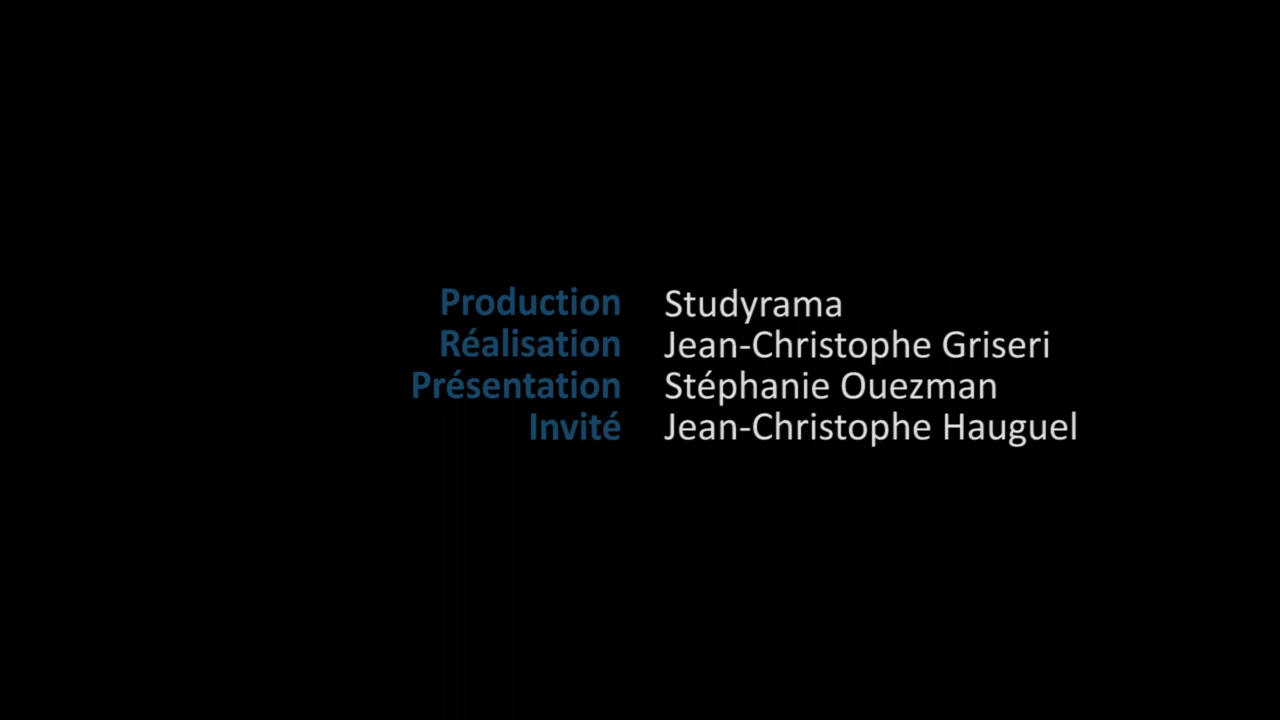 Production Studyrama
Réalisation Jean-Christophe Griseri
Présentation Stéphanie Ouezman
Invité Jean-Christophe Hauguel